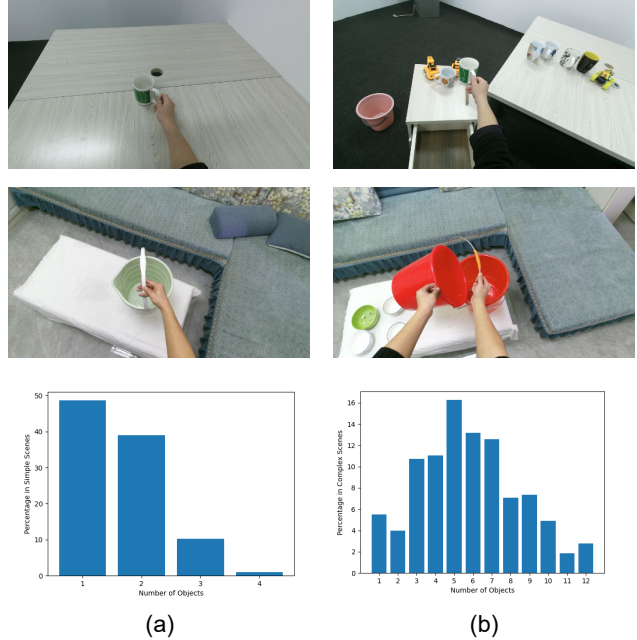 50
40
30
20
10
0
Percentage in Simple Scenes
1 2 3 4
Number of Objects
(a)
16
14
12
10
8
6
4
2
0
Percentage in Complex Scenes
1 2 3 4 5 6 7 8 9 10 11 12
Number of Objects
(b)